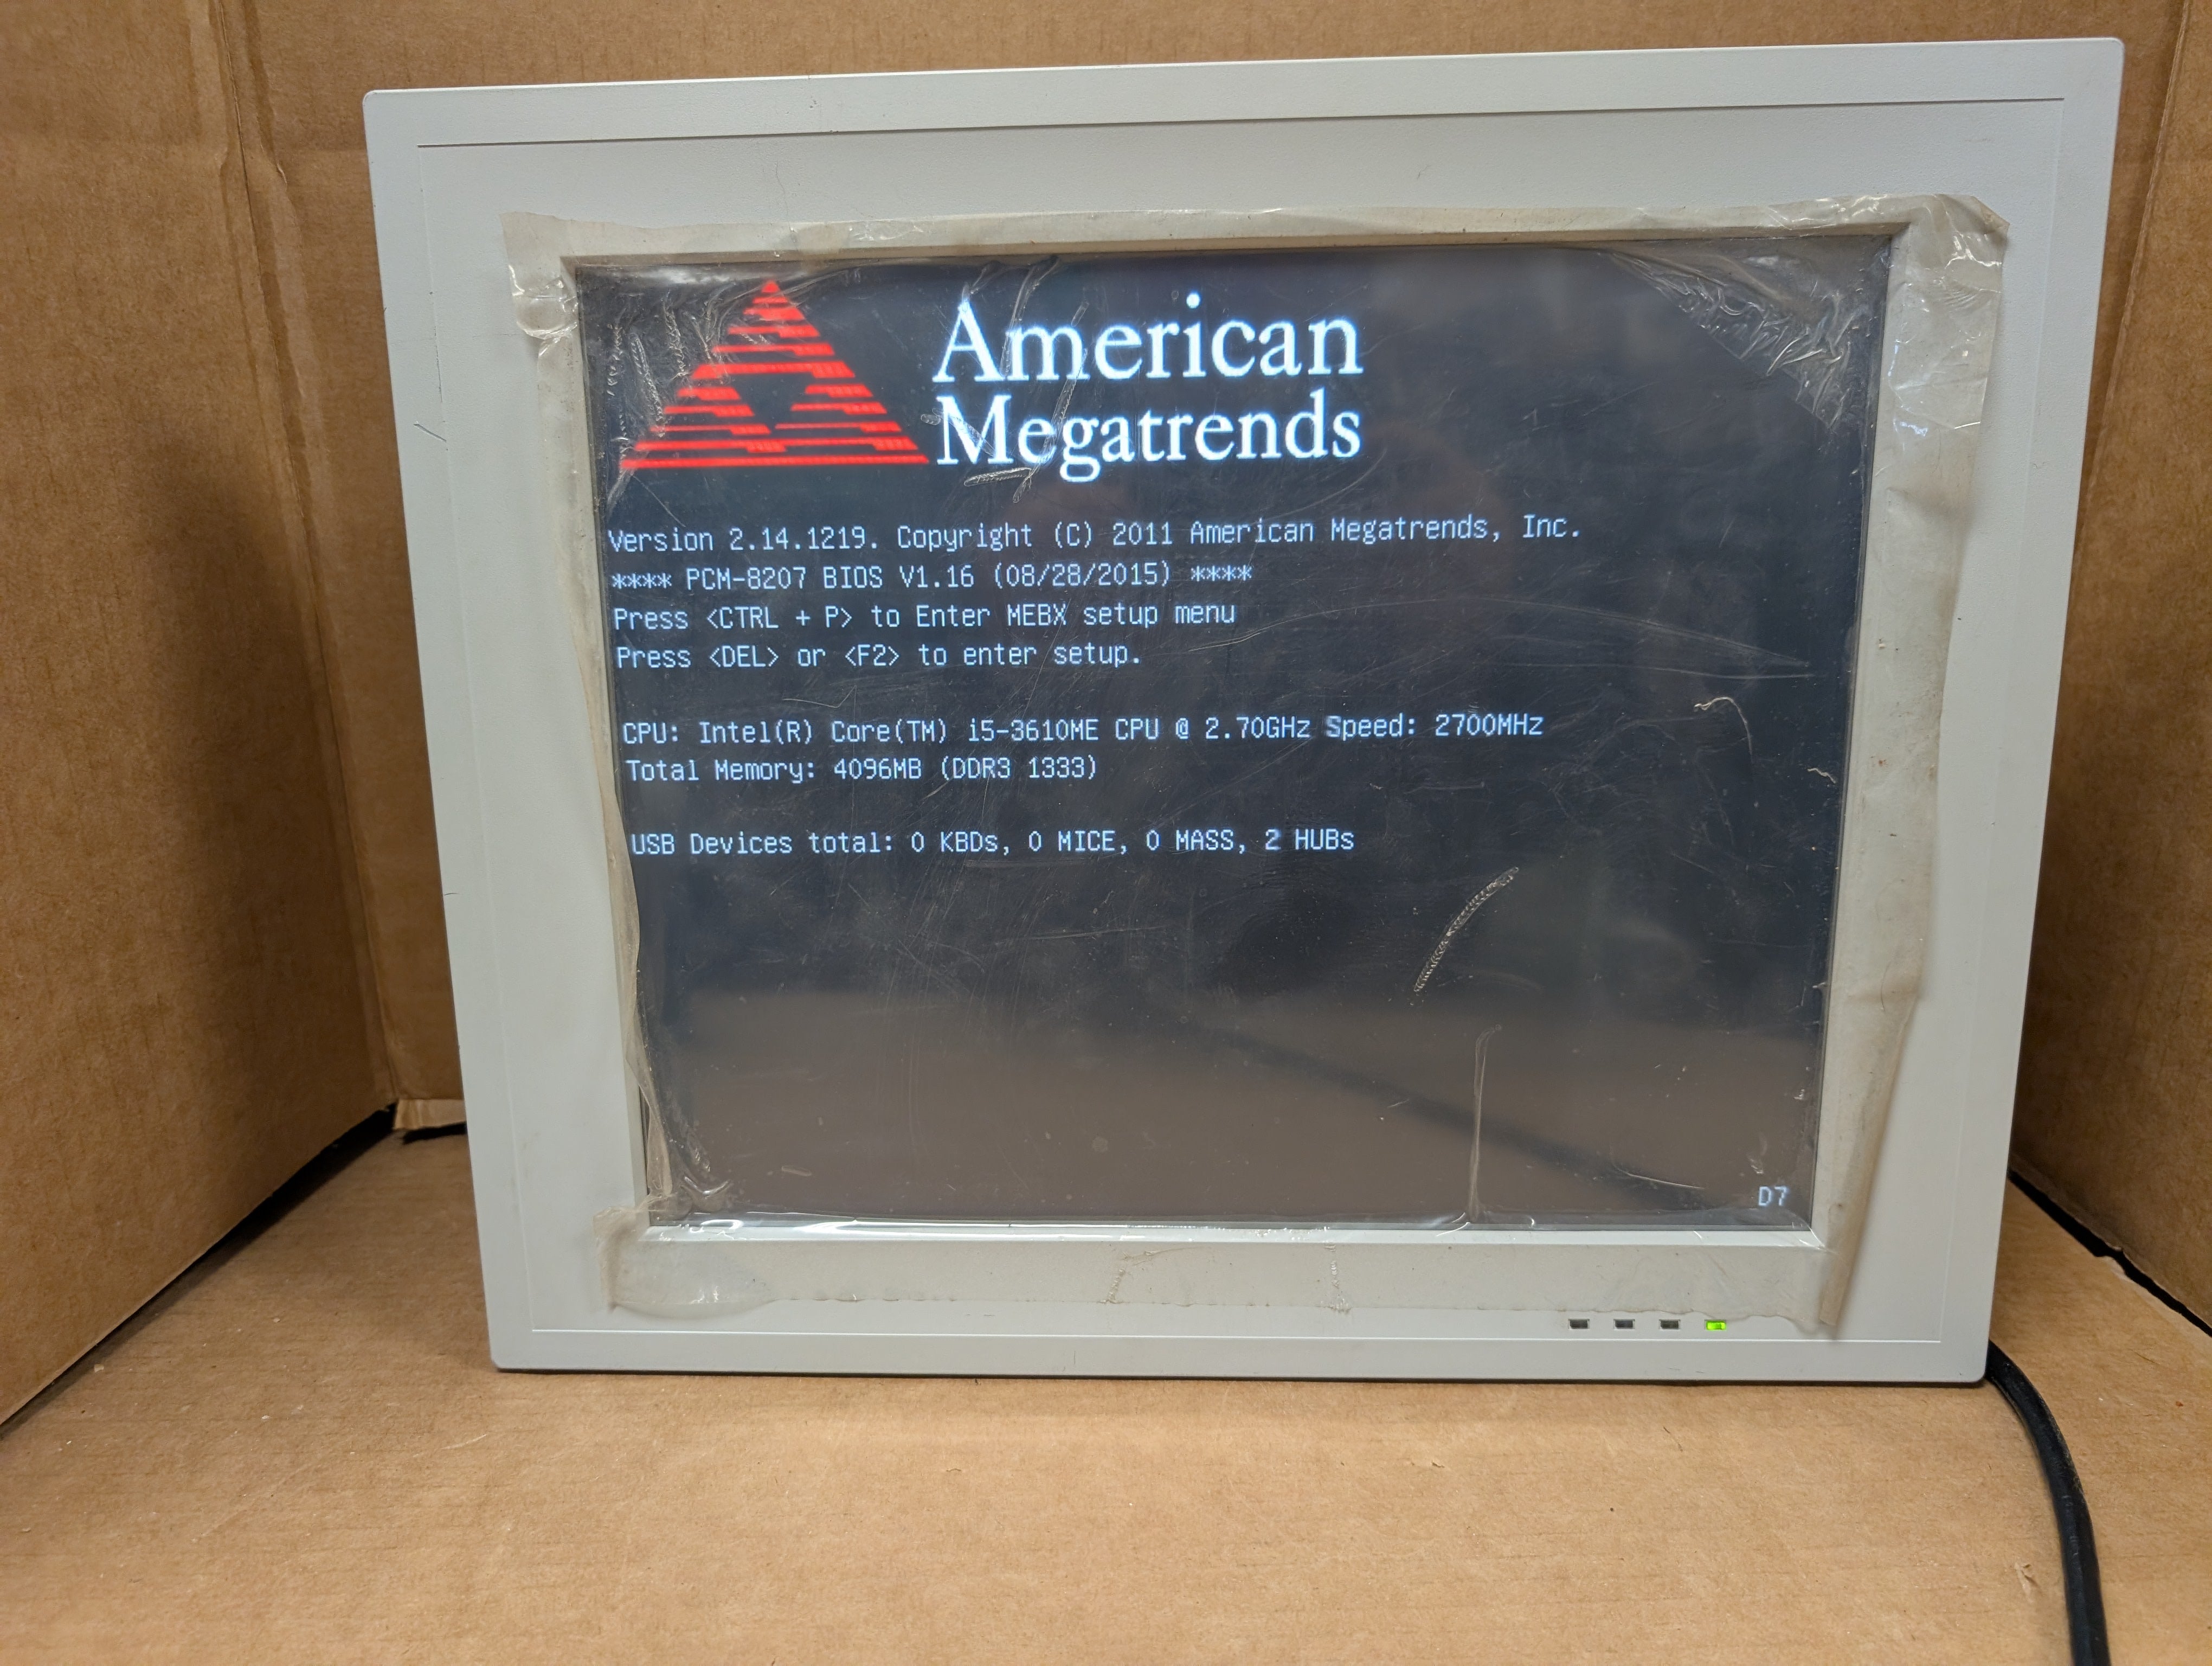 American
Megatrends
Version 2.14.1219. Copyright (C) 2011 American Megatrends, Inc.
**** PCM-8207 BIOS V1.16 (08/28/2015) ****
Press <CTRL + P> to Enter MEBX setup menu
Press <DEL> or <F2> to enter setup.
CPU: Intel(R) Core(TM) i5-3610ME CPU @ 2.70GHz Speed: 2700MHz
Total Memory: 4096MB (DDR3 1333)
USB Devices total: 0 KBDs, 0 MICE, 0 MASS, 2 HUBs
D7